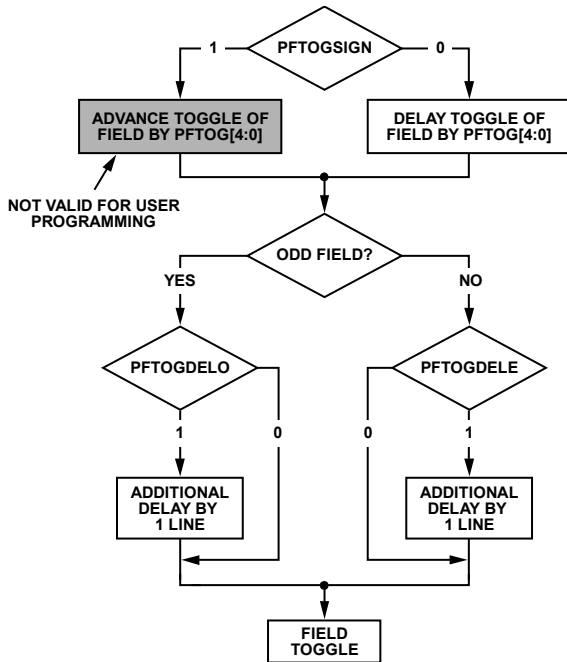 PFTOGSIGN
1
0
ADVANCE TOGGLE OF
FIELD BY PFTOG[4:0]
DELAY TOGGLE OF
FIELD BY PFTOG[4:0]
NOT VALID FOR USER
PROGRAMMING
ODD FIELD?
YES
NO
PFTOGDELO
PFTOGDELE
1
0
0
1
ADDITIONAL
DELAY BY
1 LINE
ADDITIONAL
DELAY BY
1 LINE
FIELD
TOGGLE